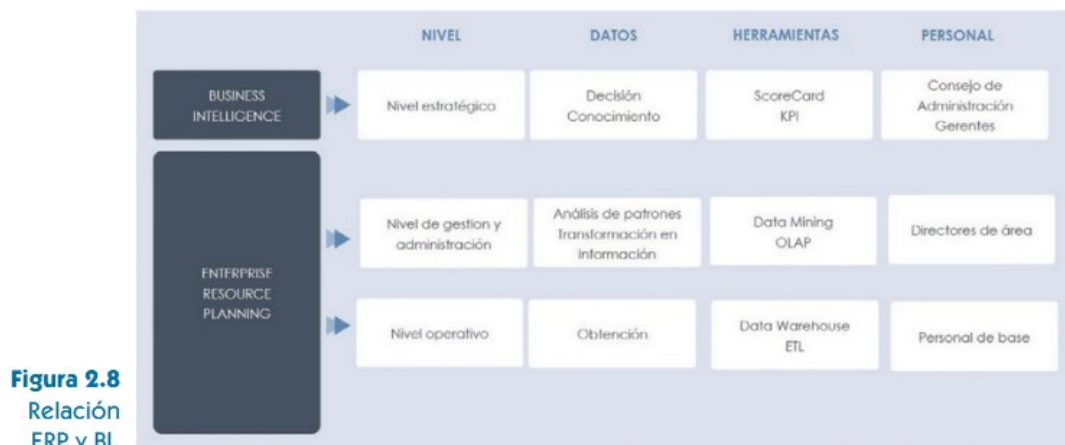 NIVEL
DATOS
HERRAMIENTAS
PERSONAL
BUSINESS
INTELLIGENCE
Nivel estratégico
Decisión
Conocimiento
ScoreCard
KPI
Consejo de
Administración
Gerentes
ENTERPRISE
RESOURCE
PLANNING
Nivel de gestion y
administración
Análisis de patrones
Transformación en
información
Data Mining
OLAP
Directores de área
Nivel operativo
Obtención
Data Warehouse
ETL
Personal de base
Figura 2.8
Relación
ERP y BI.